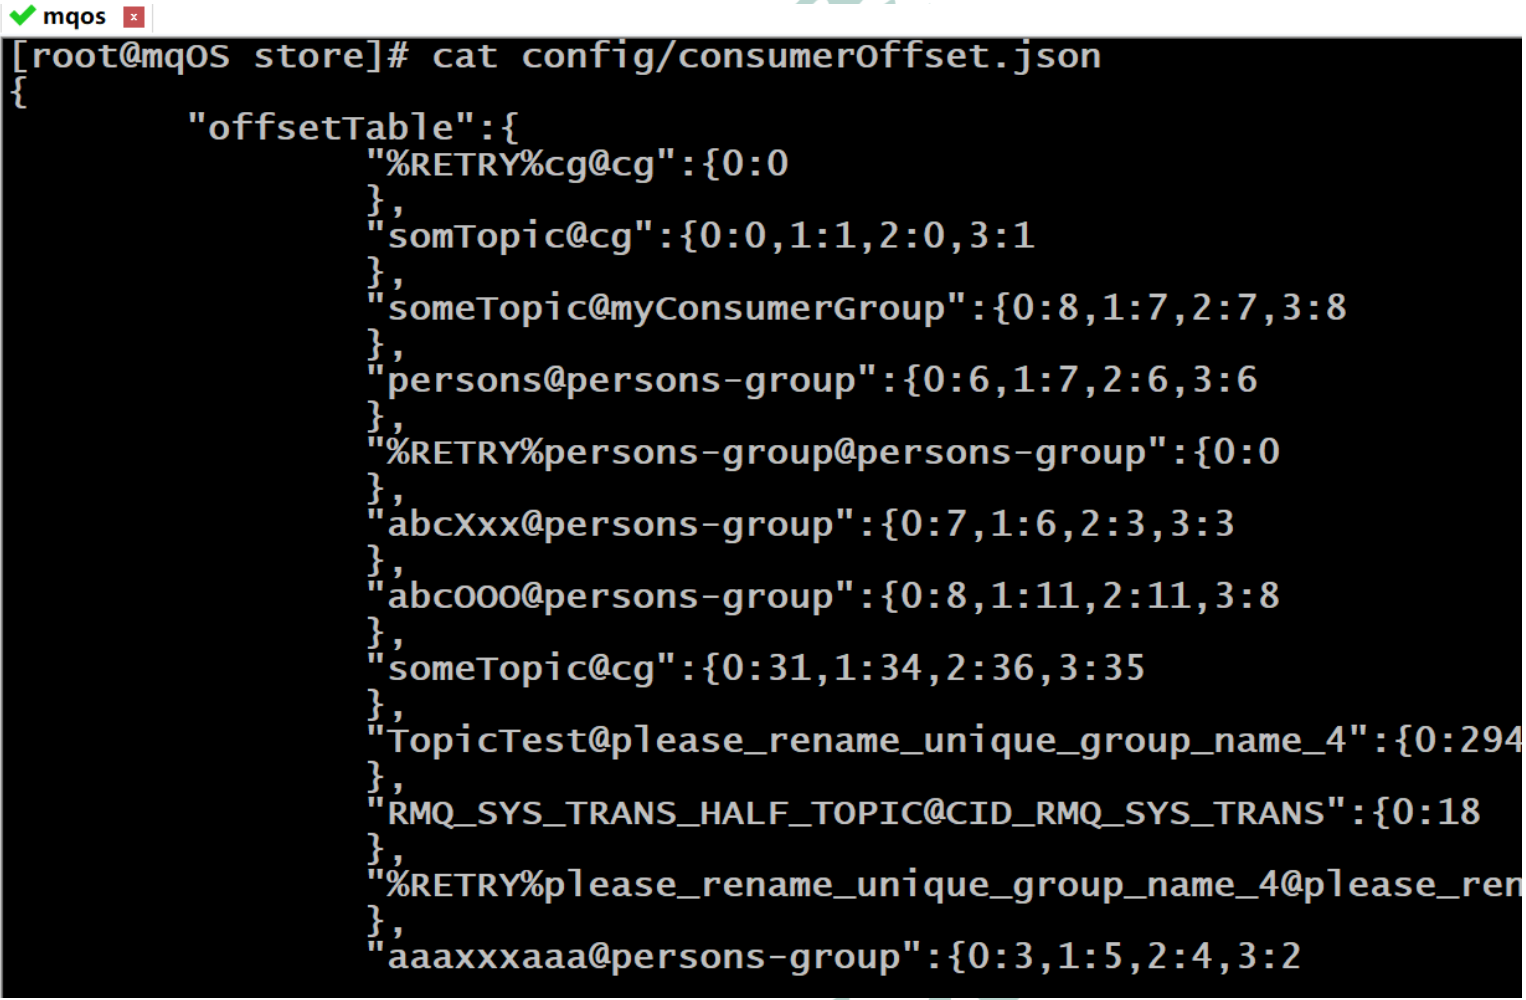 mqos
[root@mqOS store]# cat config/consumerOffset.json
{
"offsetTable":{
"%RETRY%cg@cg":{0:0
},
"somTopic@cg":{0:0,1:1,2:0,3:1
},
"someTopic@myConsumerGroup":{0:8,1:7,2:7,3:8
},
"persons@persons-group":{0:6,1:7,2:6,3:6
},
"%RETRY%persons-group@persons-group":{0:0
},
"abcXxx@persons-group":{0:7,1:6,2:3,3:3
},
"abcOOO@persons-group":{0:8,1:11,2:11,3:8
},
"someTopic@cg":{0:31,1:34,2:36,3:35
},
"TopicTest@please_rename_unique_group_name_4":{0:294
},
"RMQ_SYS_TRANS_HALF_TOPIC@CID_RMQ_SYS_TRANS":{0:18
},
"%RETRY%please_rename_unique_group_name_4@please_ren
},
"aaaxxxaaa@persons-group":{0:3,1:5,2:4,3:2